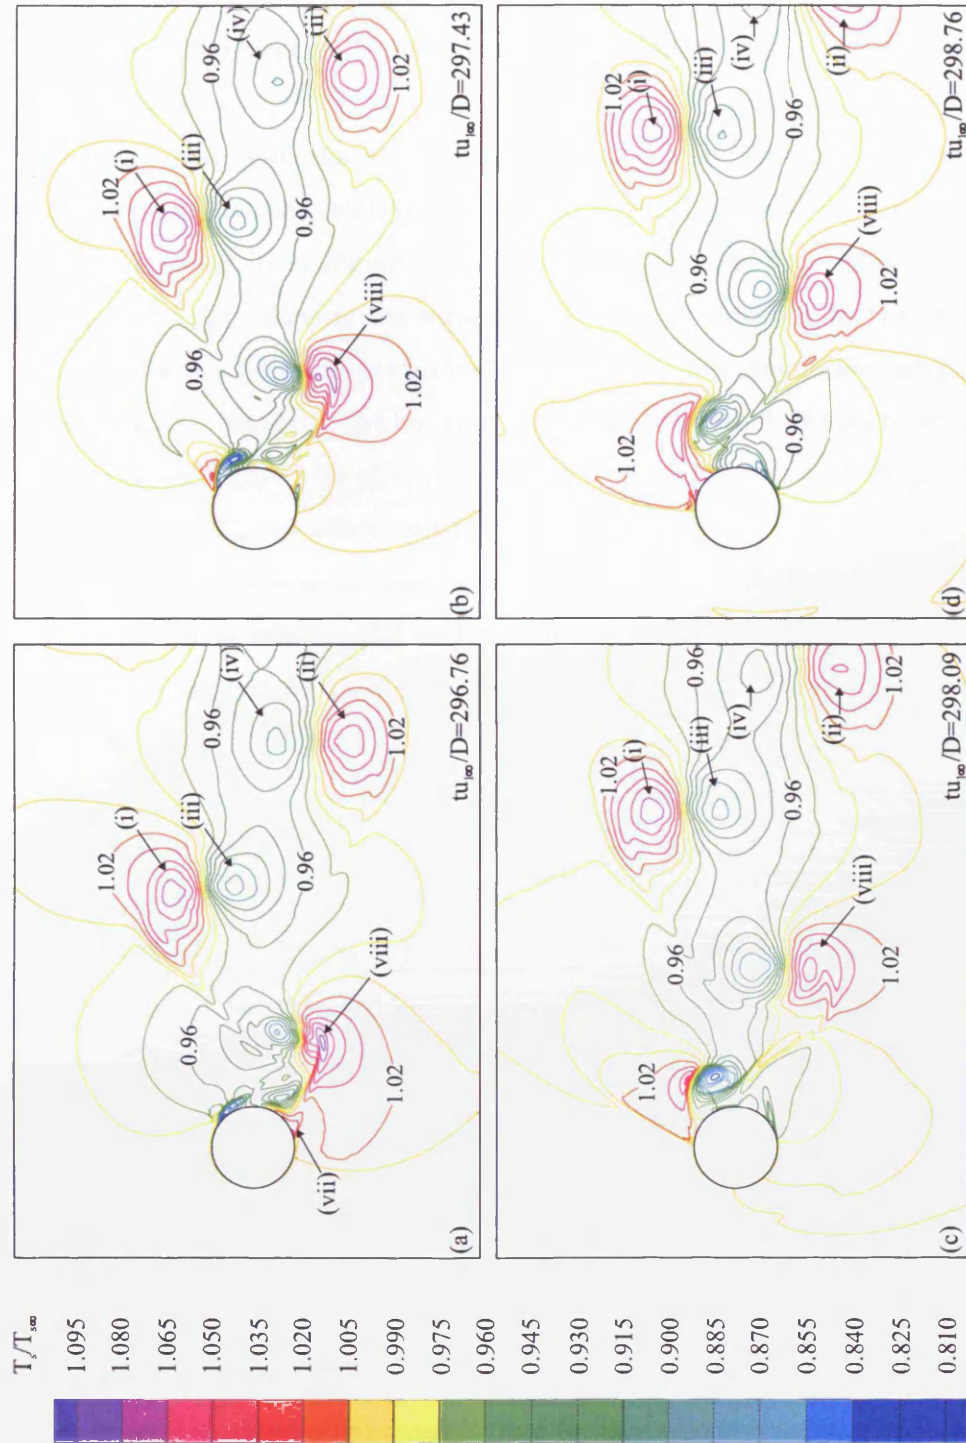 T_s/T_s∞
1.095
1.080
1.065
1.050
1.035
1.020
1.005
0.990
0.975
0.960
0.945
0.930
0.915
0.900
0.885
0.870
0.855
0.840
0.825
0.810
(a)
tu_1∞/D=296.76
1.02
(i)
(iii)
0.96
(iv)
(ii)
0.96
0.96
1.02
(viii)
1.02
(vii)
(b)
tu_1∞/D=297.43
1.02
(i)
(iii)
0.96
(iv)
(ii)
0.96
0.96
1.02
(viii)
1.02
(c)
tu_1∞/D=298.09
1.02
1.02
(i)
(iii)
0.96
(iv)
(ii)
0.96
0.96
1.02
(viii)
1.02
(d)
tu_1∞/D=298.76
1.02
1.02
(i)
(iii)
(iv)
(ii)
0.96
0.96
0.96
(viii)
1.02